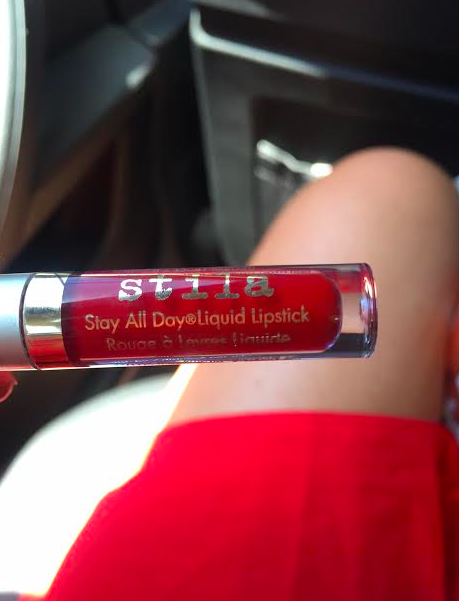 stila
Stay All Day®Liquid Lipstick
Rouge à Lèvres Liquide